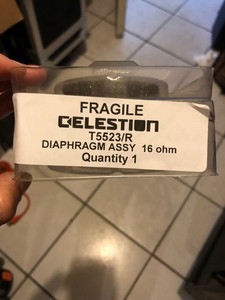 FRAGILE
CELESTION
T5523/R
DIAPHRAGM ASSY 16 ohm
Quantity 1